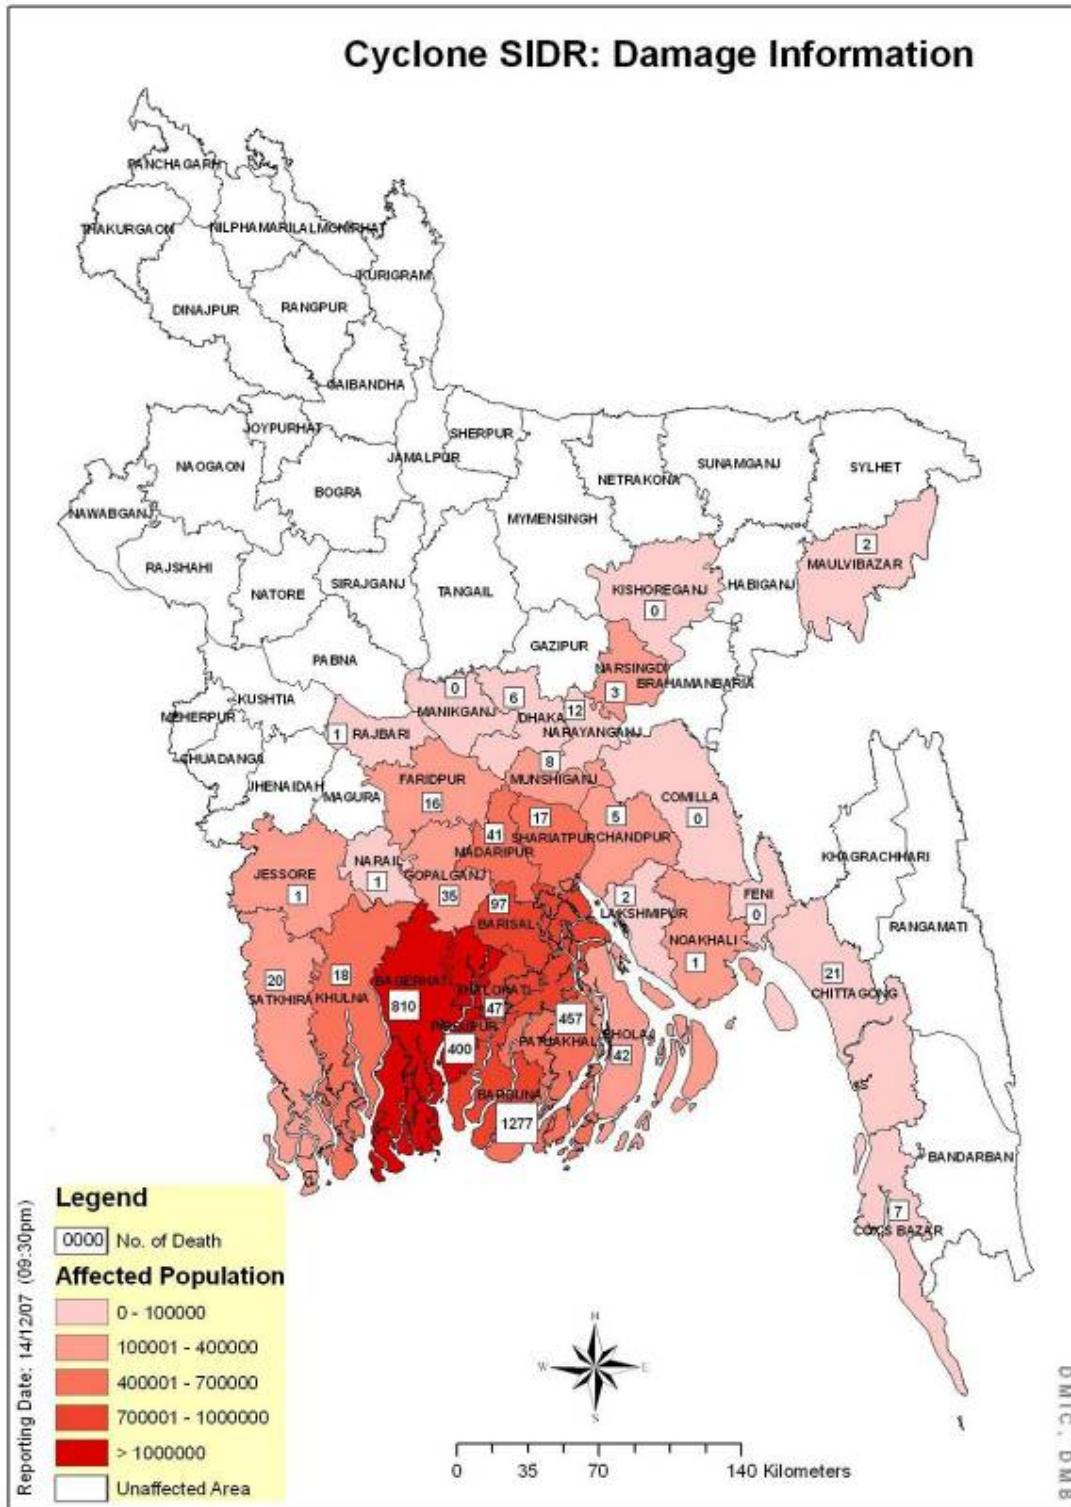 Cyclone SIDR: Damage Information
PANCHAGARH
THAKURGAON
NILPHAMARI
LALMONIRHAT
KURIGRAM
DINAJPUR
RANGPUR
GAIBANDHA
JOYPURHAT
SHERPUR
JAMALPUR
NAOGAON
BOGRA
NETRAKONA
SUNAMGANJ
SYLHET
NAWABGANJ
MYMENSINGH
2
MAULVIBAZAR
RAJSHAHI
NATORE
SIRAJGANJ
TANGAIL
KISHOREGANJ
0
HABIGANJ
GAZIPUR
PABNA
NARSINGDI
3
BRAHAMANBARIA
KUSHTIA
MEHERPUR
0
MANIKGANJ
6
DHAKA
12
NARAYANGANJ
1
RAJBARI
CHUADANGA
JHENAIDAH
MAGURA
FARIDPUR
16
8
MUNSHIGANJ
COMILLA
0
17
SHARIATPUR
5
CHANDPUR
41
MADARIPUR
JESSORE
1
NARAIL
1
GOPALGANJ
35
KHAGRACHHARI
RANGAMATI
97
BARISAL
2
LAKSHMIPUR
FENI
0
NOAKHALI
1
20
SATKHIRA
18
KHULNA
BAGERHAT
810
47
PIROJPUR
400
457
PATUAKHALI
BHOLA
42
21
CHITTAGONG
BARGUNA
1277
BANDARBAN
7
COX'S BAZAR
Legend
0000 No. of Death
Affected Population
0 - 100000
100001 - 400000
400001 - 700000
700001 - 1000000
> 1000000
Unaffected Area
N
W E
S
0 35 70 140 Kilometers
Reporting Date: 14/12/07 (09:30pm)
DMIC, DMB